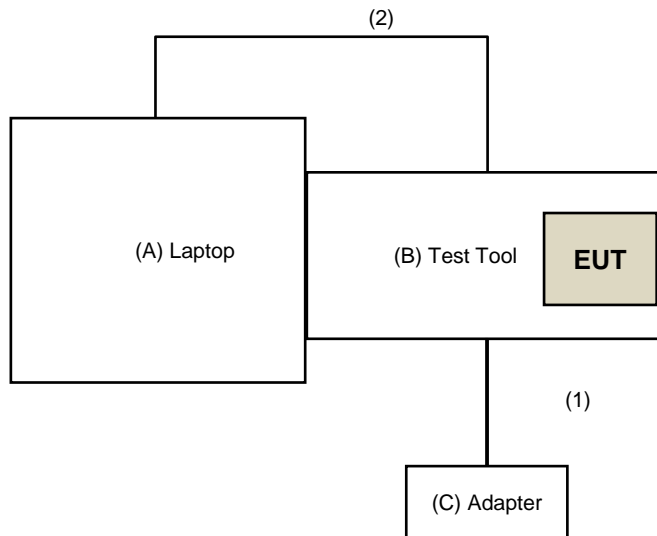 (2)
(A) Laptop
(B) Test Tool
EUT
(1)
(C) Adapter